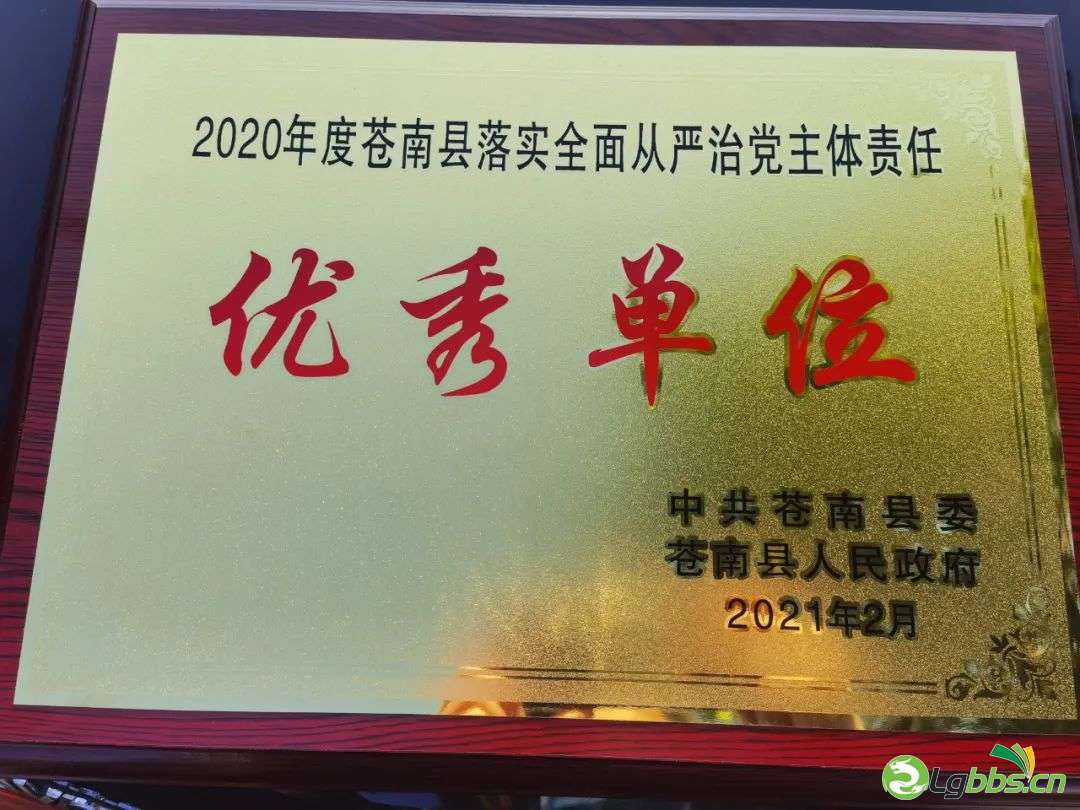 2020年度苍南县落实全面从严治党主体责任
优秀单位
中共苍南县委
苍南县人民政府
2021年2月
Lgbbs.cn